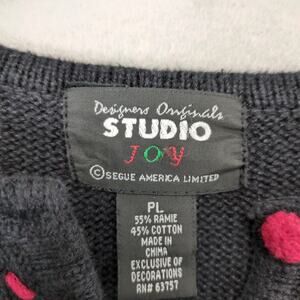 Designers Originals
STUDIO
JOY
©SEGUE AMERICA LIMITED
PL
55% RAMIE
45% COTTON
MADE IN
CHINA
EXCLUSIVE OF
DECORATIONS
RN# 63757